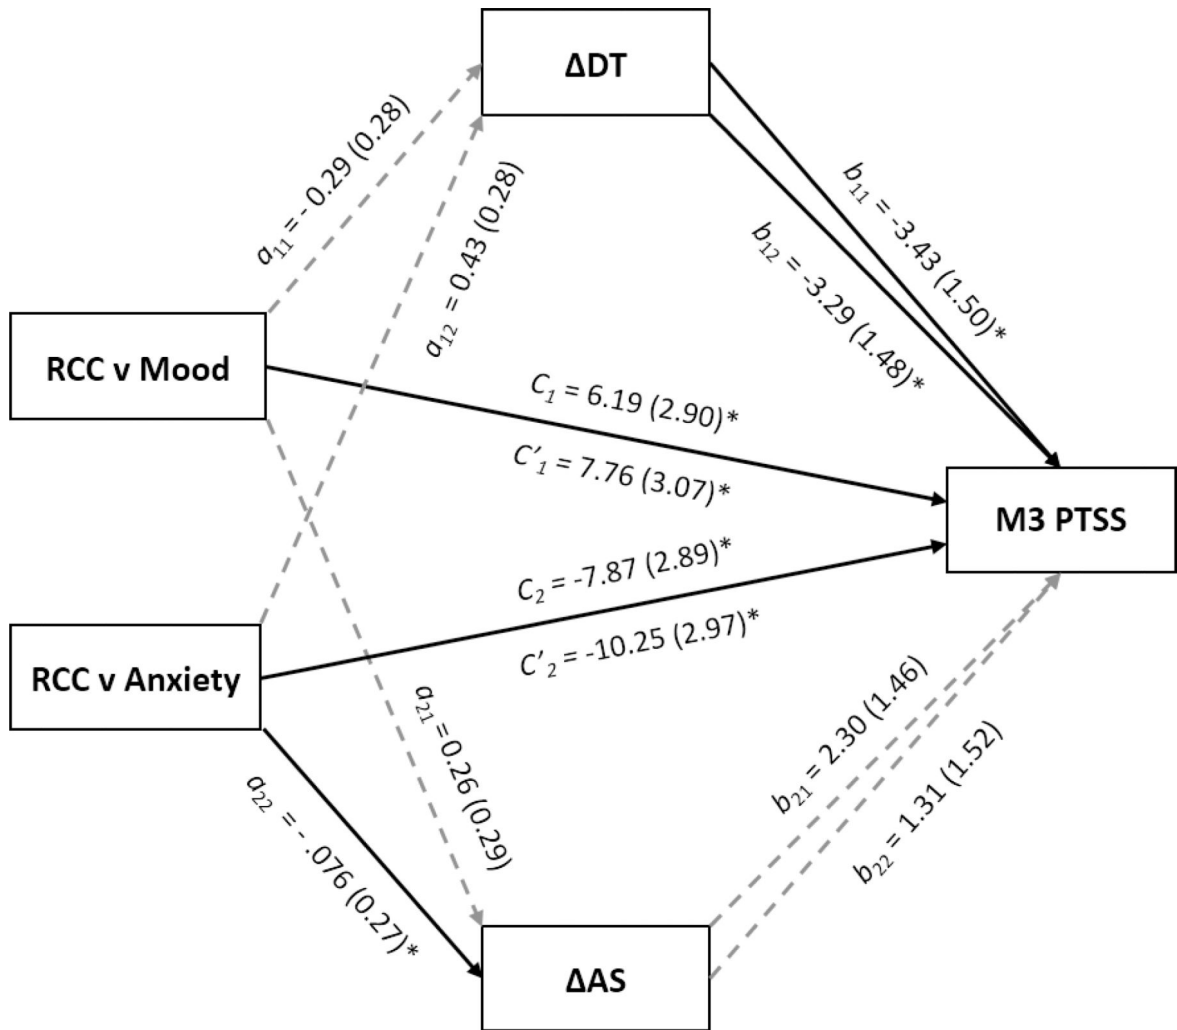 ΔDT
a₁₁ = - 0.29 (0.28)
a₁₂ = 0.43 (0.28)
b₁₁ = -3.43 (1.50)*
b₁₂ = -3.29 (1.48)*
RCC v Mood
C₁ = 6.19 (2.90)*
C'₁ = 7.76 (3.07)*
M3 PTSS
C₂ = -7.87 (2.89)*
C'₂ = -10.25 (2.97)*
RCC v Anxiety
a₂₁ = 0.26 (0.29)
a₂₂ = - .076 (0.27)*
b₂₁ = 2.30 (1.46)
b₂₂ = 1.31 (1.52)
ΔAS